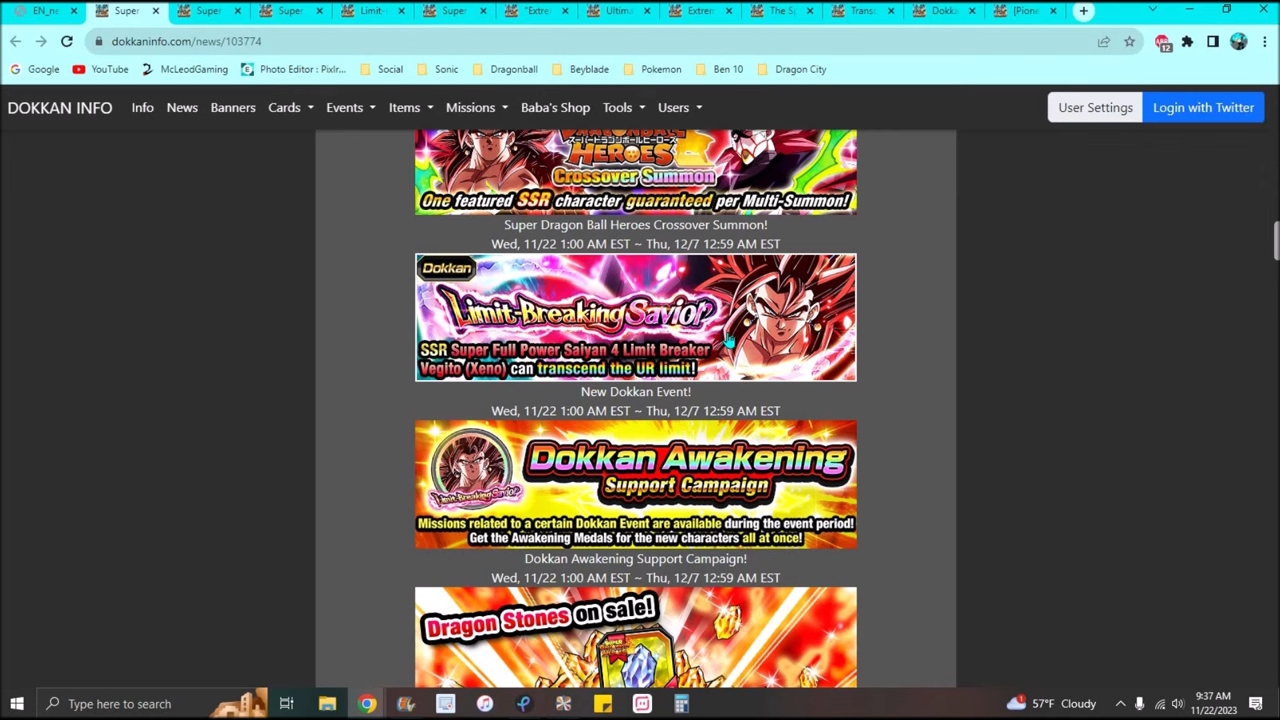 EN_ne
Super
Super
Super
Limit-
Super
"Extre
Ultima
Extrem
The S
Transc
Dokka
{Pione
dokkaninfo.com/news/103774
12
Google
YouTube
McLeodGaming
Photo Editor : Pixlr...
Social
Sonic
Dragonball
Beyblade
Pokemon
Ben 10
Dragon City
DOKKAN INFO
Info
News
Banners
Cards
Events
Items
Missions
Baba's Shop
Tools
Users
User Settings
Login with Twitter
HEROES
Crossover Summon
One featured SSR character guaranteed per Multi-Summon!
Super Dragon Ball Heroes Crossover Summon!
Wed, 11/22 1:00 AM EST ~ Thu, 12/7 12:59 AM EST
Dokkan
Limit-Breaking Savior
SSR Super Full Power Saiyan 4 Limit Breaker
Vegito (Xeno) can transcend the UR limit!
New Dokkan Event!
Wed, 11/22 1:00 AM EST ~ Thu, 12/7 12:59 AM EST
Limit-Breaking Savior
Dokkan Awakening
Support Campaign
Missions related to a certain Dokkan Event are available during the event period!
Get the Awakening Medals for the new characters all at once!
Dokkan Awakening Support Campaign!
Wed, 11/22 1:00 AM EST ~ Thu, 12/7 12:59 AM EST
Dragon Stones on sale!
Type here to search
57°F Cloudy
9:37 AM
11/22/2023